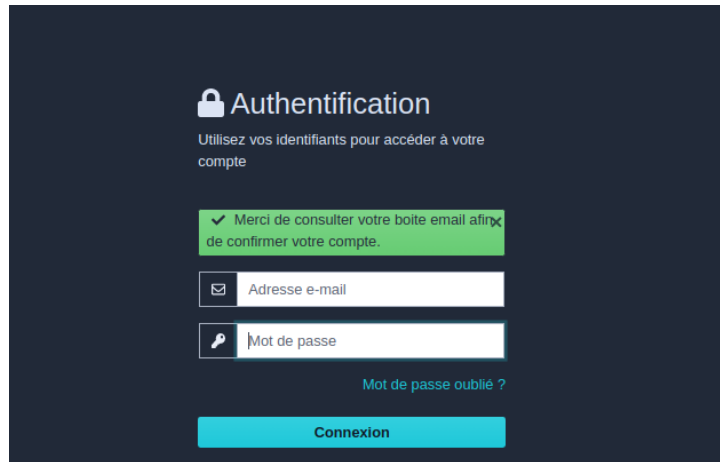 Authentification
Utilisez vos identifiants pour accéder à votre
compte
Merci de consulter votre boite email afin
de confirmer votre compte.
Adresse e-mail
Mot de passe
Mot de passe oublié ?
Connexion